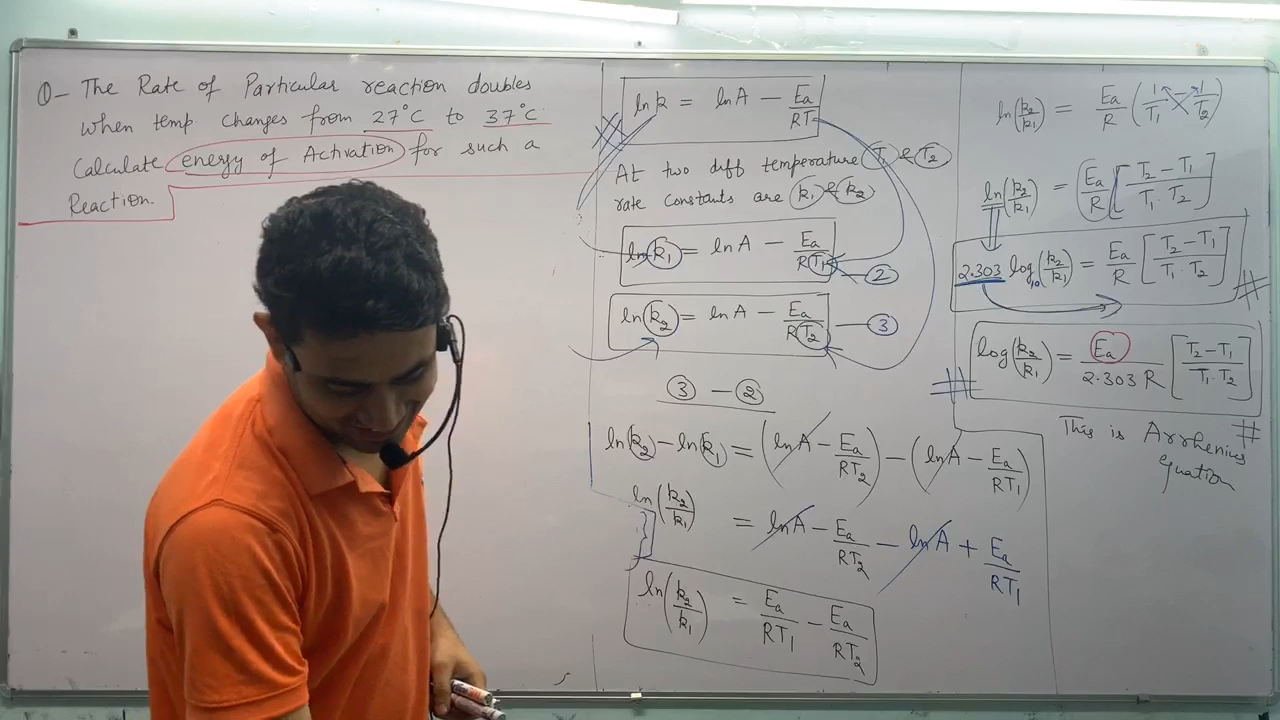 Q- The Rate of Particular reaction doubles
when temp changes from 27°C to 37°C
Calculate energy of Activation for such a
Reaction.
ln k = ln A - Ea/RT
At two diff temperature T1 & T2
rate constants are k1 & k2
ln k1 = ln A - Ea/RT1 — ②
ln k2 = ln A - Ea/RT2 — ③
③ - ②
ln k2 - ln k1 = (ln A - Ea/RT2) - (ln A - Ea/RT1)
ln(k2/k1) = ln A - Ea/RT2 - ln A + Ea/RT1
ln(k2/k1) = Ea/RT1 - Ea/RT2
ln(k2/k1) = Ea/R (1/T1 - 1/T2)
ln(k2/k1) = Ea/R [T2-T1/T1.T2]
2.303 log10(k2/k1) = Ea/R [T2-T1/T1.T2]
log(k2/k1) = Ea/2.303 R [T2-T1/T1.T2]
This is Arrhenius
equation